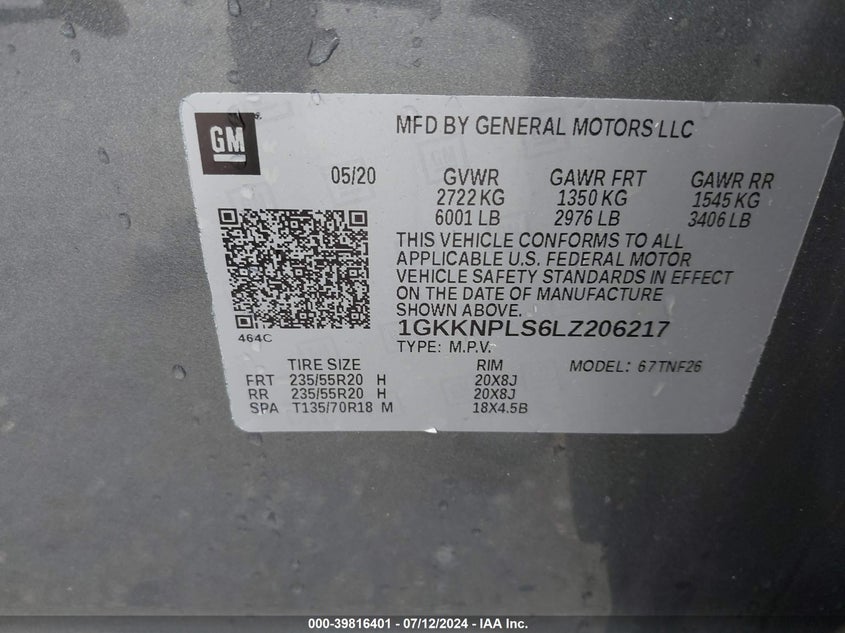 GM
MFD BY GENERAL MOTORS LLC
05/20 GVWR GAWR FRT GAWR RR
2722 KG 1350 KG 1545 KG
6001 LB 2976 LB 3406 LB
THIS VEHICLE CONFORMS TO ALL
APPLICABLE U.S. FEDERAL MOTOR
VEHICLE SAFETY STANDARDS IN EFFECT
ON THE DATE OF MANUFACTURE
SHOWN ABOVE.
1GKKNPLS6LZ206217
464C
TYPE: M.P.V.
TIRE SIZE RIM MODEL: 67TNF26
FRT 235/55R20 H 20X8J
RR 235/55R20 H 20X8J
SPA T135/70R18 M 18X4.5B
000-39816401 - 07/12/2024 - IAA Inc.